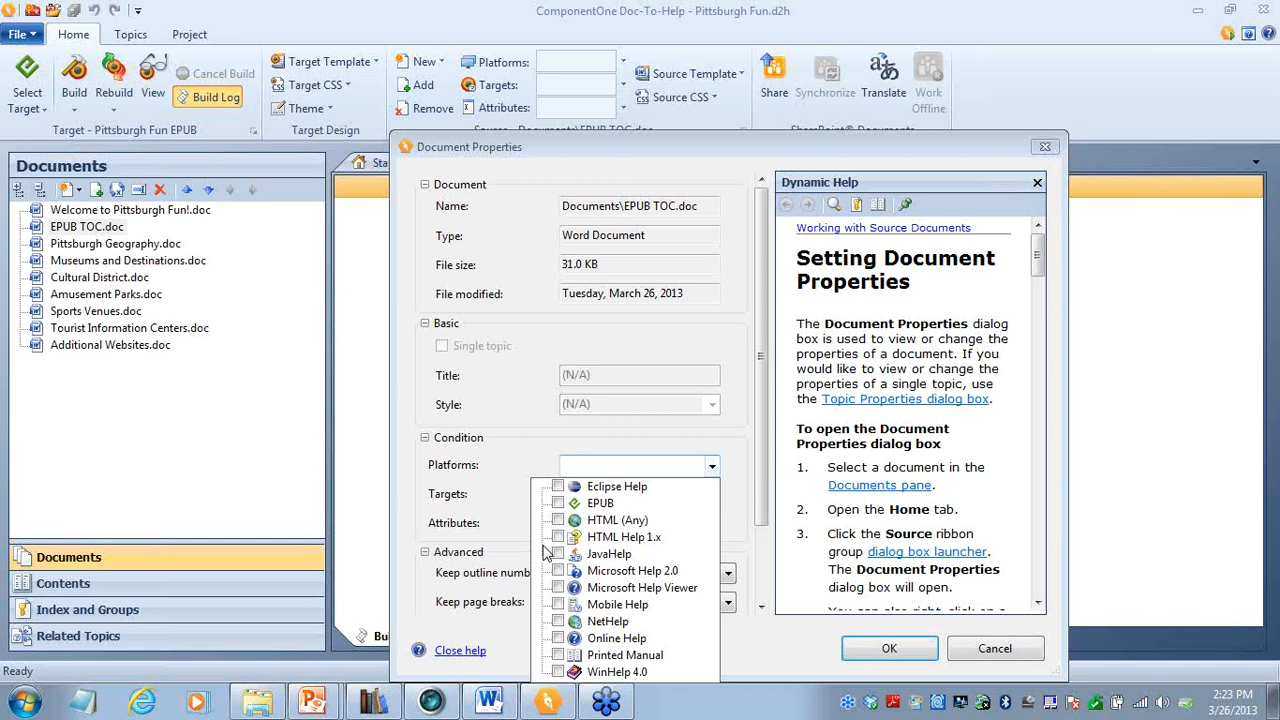 ComponentOne Doc-To-Help - Pittsburgh Fun.d2h
File
Home
Topics
Project
Select Target
Build
Rebuild
View
Cancel Build
Build Log
Target - Pittsburgh Fun EPUB
Target Template
Target CSS
Theme
Target Design
New
Add
Remove
Platforms:
Targets:
Attributes:
Source Template
Source CSS
Share
Synchronize
Translate
Work Offline
Documents
Welcome to Pittsburgh Fun!.doc
EPUB TOC.doc
Pittsburgh Geography.doc
Museums and Destinations.doc
Cultural District.doc
Amusement Parks.doc
Sports Venues.doc
Tourist Information Centers.doc
Additional Websites.doc
Documents
Contents
Index and Groups
Related Topics
Ready
Document Properties
Document
Name: Documents\EPUB TOC.doc
Type: Word Document
File size: 31.0 KB
File modified: Tuesday, March 26, 2013
Basic
Single topic
Title: (N/A)
Style: (N/A)
Condition
Platforms:
Targets:
Attributes:
Advanced
Keep outline numb
Keep page breaks:
Close help
Eclipse Help
EPUB
HTML (Any)
HTML Help 1.x
JavaHelp
Microsoft Help 2.0
Microsoft Help Viewer
Mobile Help
NetHelp
Online Help
Printed Manual
WinHelp 4.0
Dynamic Help
Working with Source Documents
Setting Document
Properties
The Document Properties dialog
box is used to view or change the
properties of a document. If you
would like to view or change the
properties of a single topic, use
the Topic Properties dialog box.
To open the Document
Properties dialog box
1. Select a document in the
Documents pane.
2. Open the Home tab.
3. Click the Source ribbon
group dialog box launcher.
The Document Properties
dialog box will open.
OK
Cancel
2:23 PM
3/26/2013